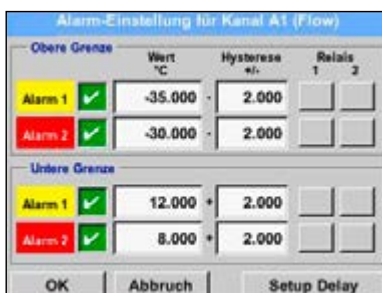 Alarm-Einstellung für Kanal A1 (Flow)
Obere Grenze Wert °C Hysterese +/- Relais 1 2
Alarm 1 -35.000 - 2.000
Alarm 2 -30.000 - 2.000
Untere Grenze
Alarm 1 12.000 + 2.000
Alarm 2 8.000 + 2.000
OK Abbruch Setup Delay